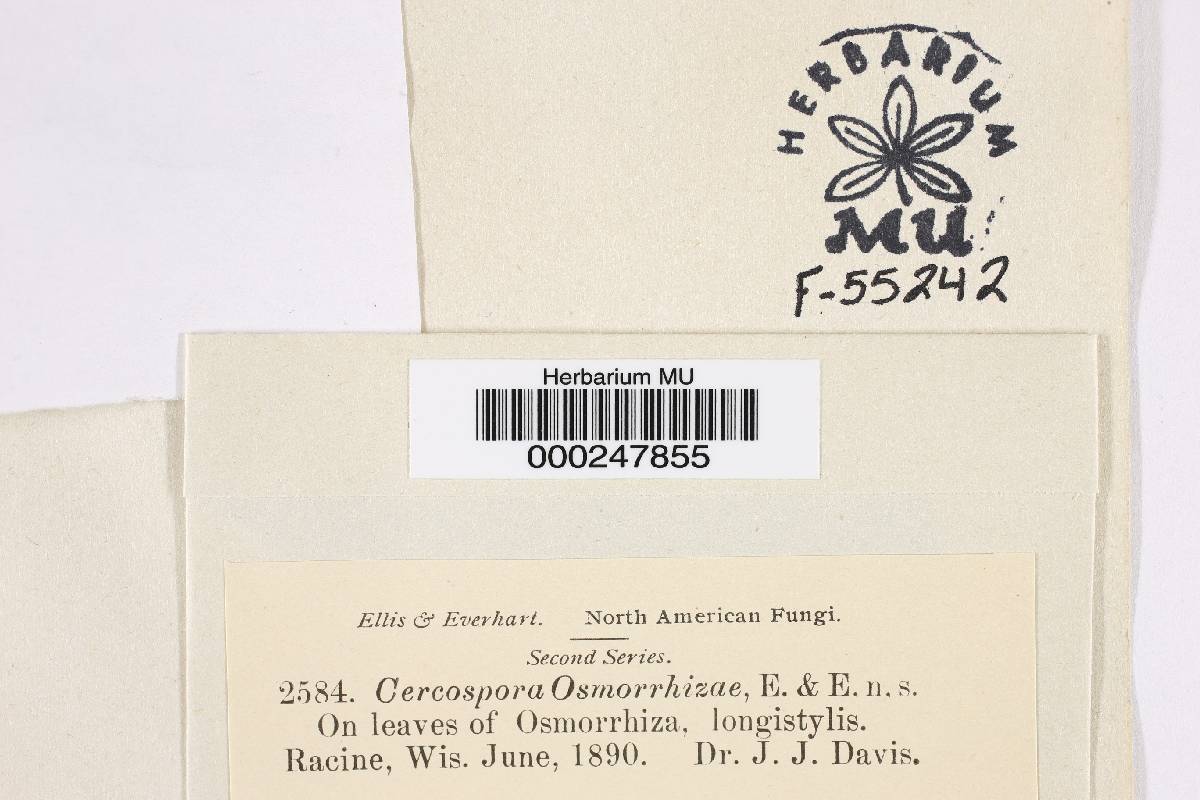 HERBARIUM
MU
F-55242
Herbarium MU
000247855
Ellis & Everhart. North American Fungi.
Second Series.
2584. Cercospora Osmorrhizae, E. & E. n. s.
On leaves of Osmorrhiza, longistylis.
Racine, Wis. June, 1890. Dr. J. J. Davis.